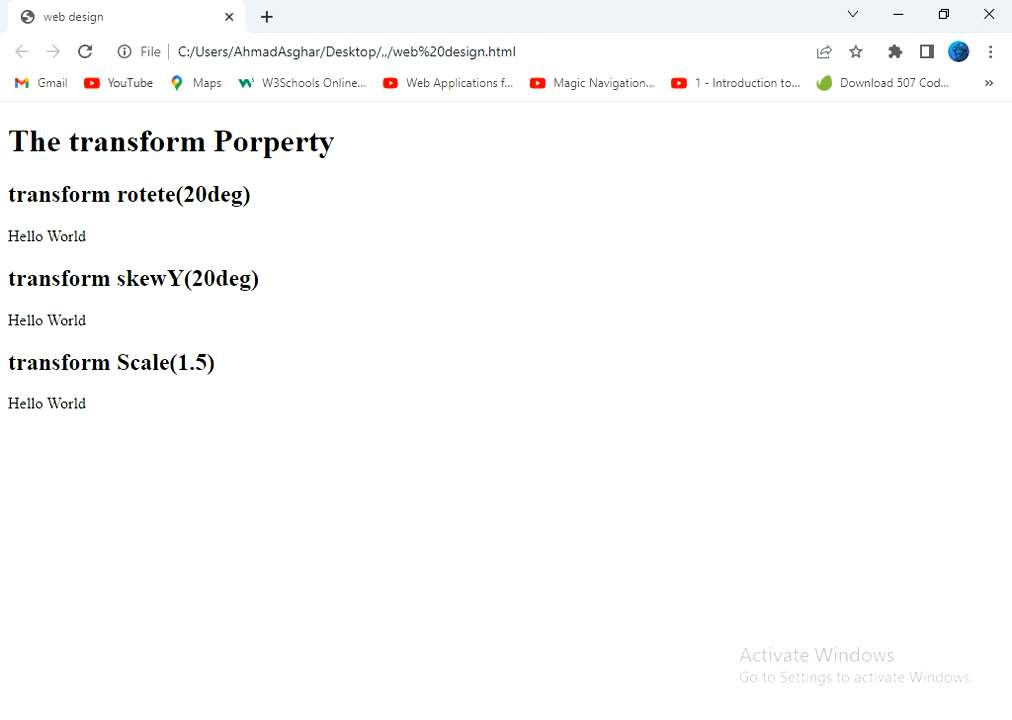 web design
File C:/Users/AhmadAsghar/Desktop/,./web%20design.html
Gmail YouTube Maps W3Schools Online... Web Applications f... Magic Navigation... 1 - Introduction to... Download 507 Cod... »
The transform Porperty
transform rotete(20deg)
Hello World
transform skewY(20deg)
Hello World
transform Scale(1.5)
Hello World
Activate Windows
Go to Settings to activate Windows.